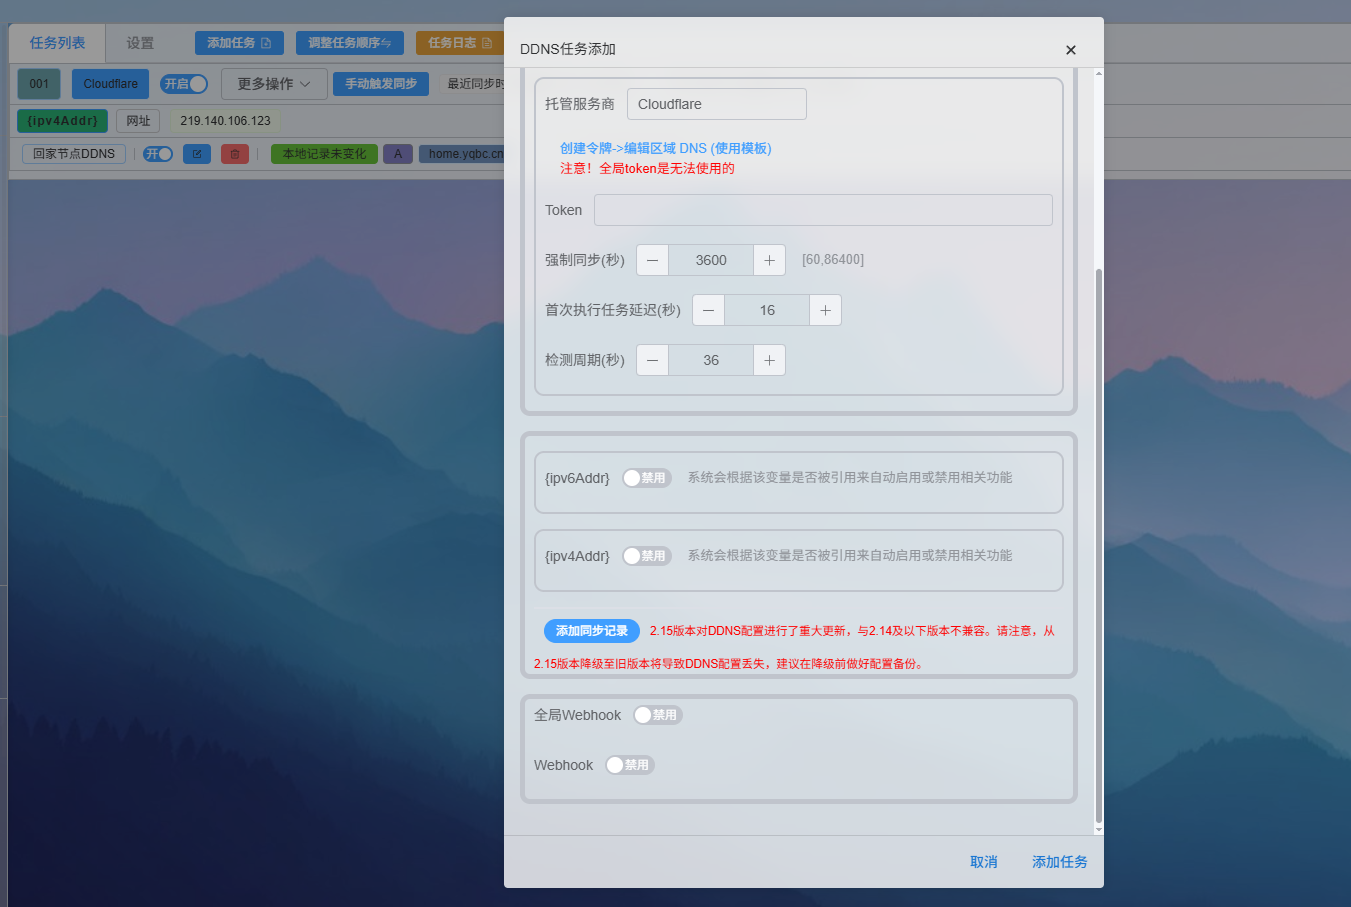 任务列表
设置
添加任务
调整任务顺序
任务日志
001
Cloudflare
开启
更多操作
手动触发同步
最近同步时
{ipv4Addr}
网址
219.140.106.123
回家节点DDNS
开
本地记录未变化
A
home.yqbc.cn
DDNS任务添加
托管服务商
Cloudflare
创建令牌->编辑区域 DNS (使用模板)
注意！全局token是无法使用的
Token
强制同步(秒)
3600
[60,86400]
首次执行任务延迟(秒)
16
检测周期(秒)
36
{ipv6Addr}
禁用
系统会根据该变量是否被引用来自动启用或禁用相关功能
{ipv4Addr}
禁用
系统会根据该变量是否被引用来自动启用或禁用相关功能
添加同步记录
2.15版本对DDNS配置进行了重大更新，与2.14及以下版本不兼容。请注意，从
2.15版本降级至旧版本将导致DDNS配置丢失，建议在降级前做好配置备份。
全局Webhook
禁用
Webhook
禁用
取消
添加任务